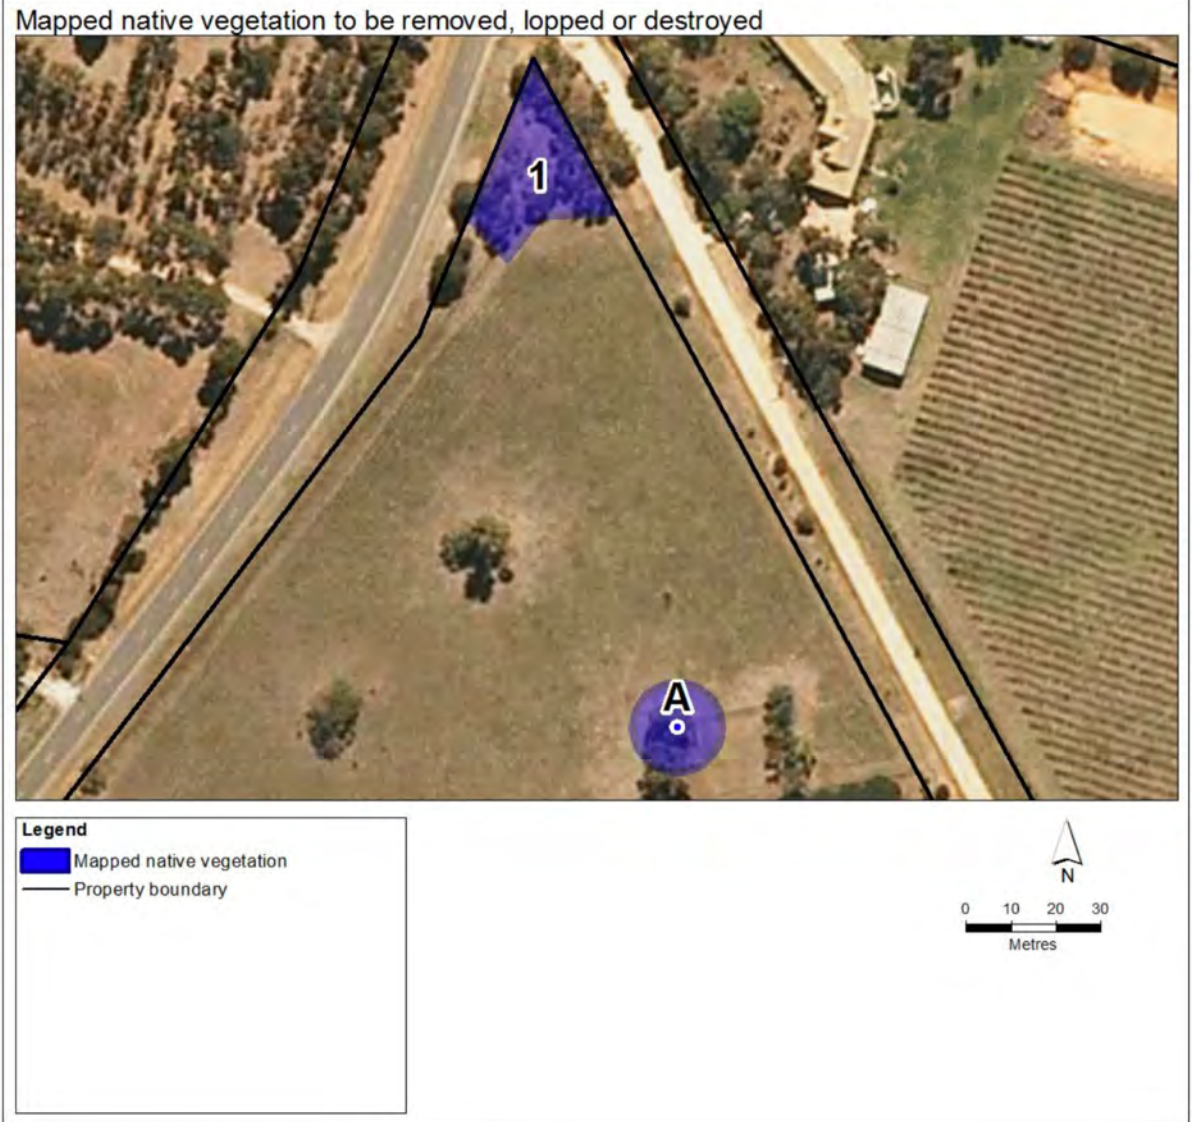 Mapped native vegetation to be removed, lopped or destroyed
1
A
Legend
Mapped native vegetation
Property boundary
N
0 10 20 30
Metres